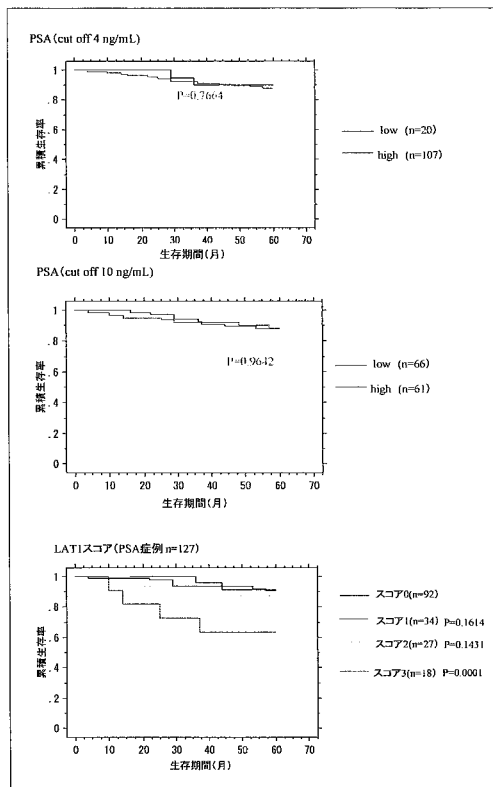 PSA(cut off 4 ng/mL)
1
.8
.6
.4
.2
0
累積生存率
P=0.7664
0 10 20 30 40 50 60 70
生存期間(月)
low (n=20)
high (n=107)
PSA(cut off 10 ng/mL)
1
.8
.6
.4
.2
0
累積生存率
P=0.9642
0 10 20 30 40 50 60 70
生存期間(月)
low (n=66)
high (n=61)
LAT1スコア(PSA症例 n=127)
1
.8
.6
.4
.2
0
累積生存率
0 10 20 30 40 50 60 70
生存期間(月)
スコア0(n=92)
スコア1(n=34) P=0.1614
スコア2(n=27) P=0.1431
スコア3(n=18) P=0.0001